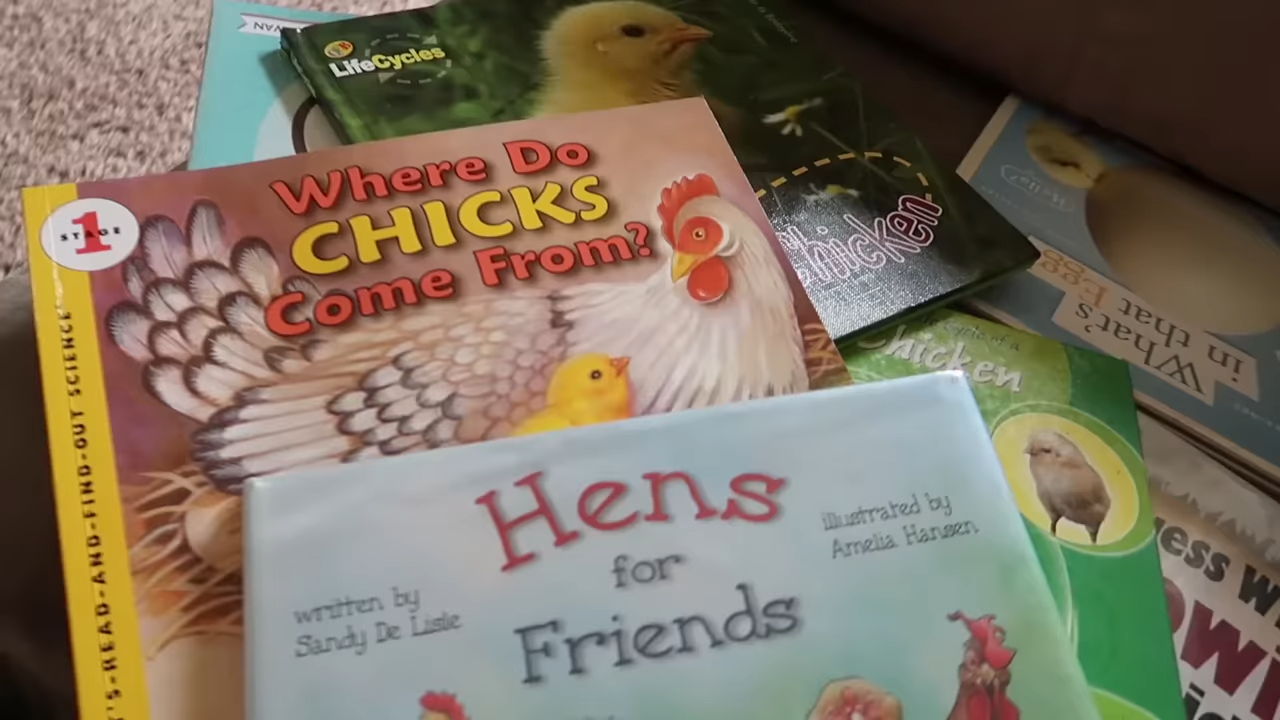 LifeCycles
Where Do
CHICKS
Come From?
STAGE
1
READ-AND-FIND-OUT SCIENCE
Chicken
What's
in that
Egg
Chicken
Hens
for
Friends
written by
Sandy De Lisle
illustrated by
Amelia Hansen